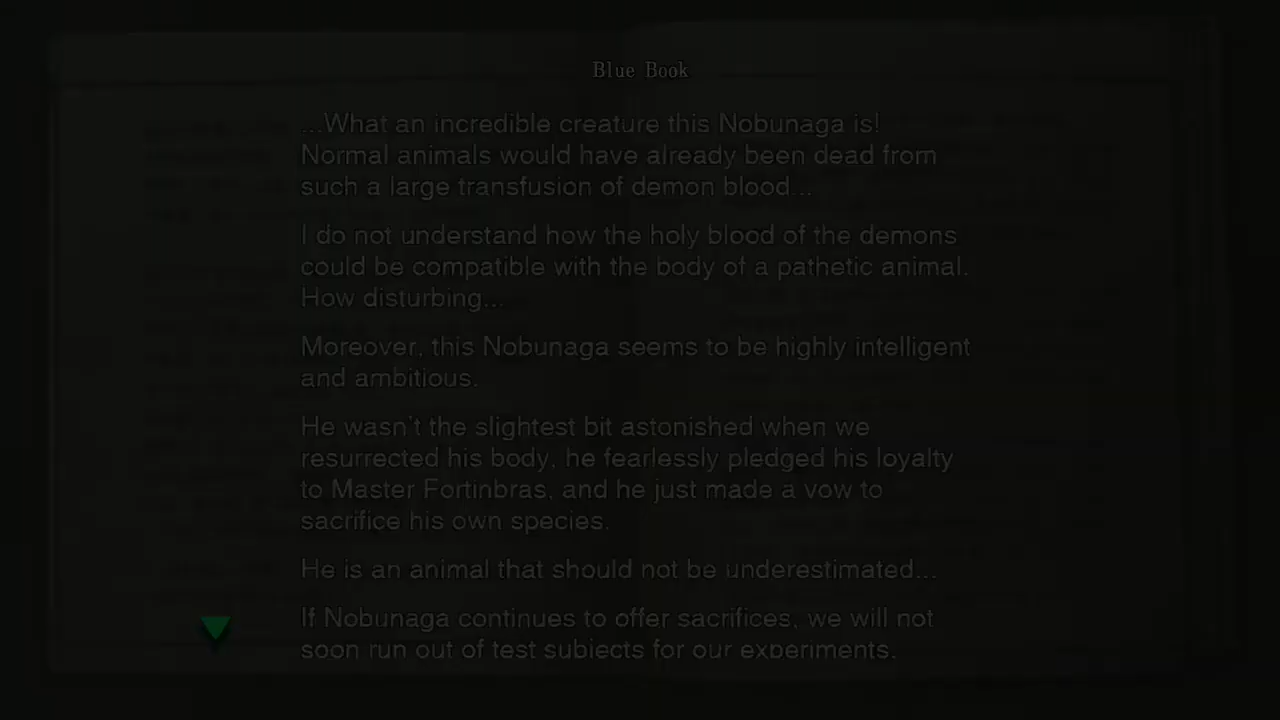 Blue Book
...What an incredible creature this Nobunaga is!
Normal animals would have already been dead from
such a large transfusion of demon blood...
I do not understand how the holy blood of the demons
could be compatible with the body of a pathetic animal.
How disturbing...
Moreover, this Nobunaga seems to be highly intelligent
and ambitious.
He wasn't the slightest bit astonished when we
resurrected his body, he fearlessly pledged his loyalty
to Master Fortinbras, and he just made a vow to
sacrifice his own species.
He is an animal that should not be underestimated...
If Nobunaga continues to offer sacrifices, we will not
soon run out of test subjects for our experiments.